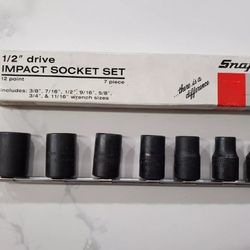 1/2" drive
IMPACT SOCKET SET
12 point 7 piece
includes: 3/8", 7/16", 1/2", 9/16", 5/8",
3/4", & 11/16" wrench sizes
...there is a
difference
Snap